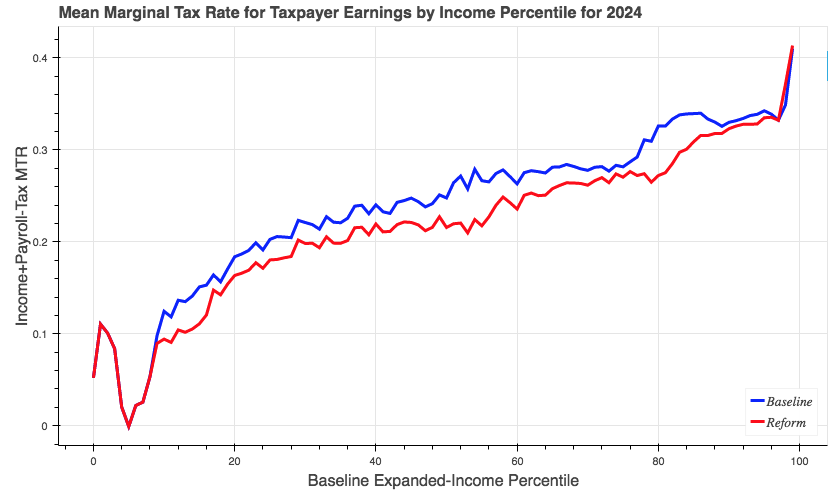 Mean Marginal Tax Rate for Taxpayer Earnings by Income Percentile for 2024
Income+Payroll-Tax MTR
0.4
0.3
0.2
0.1
0
0 20 40 60 80 100
Baseline Expanded-Income Percentile
Baseline
Reform